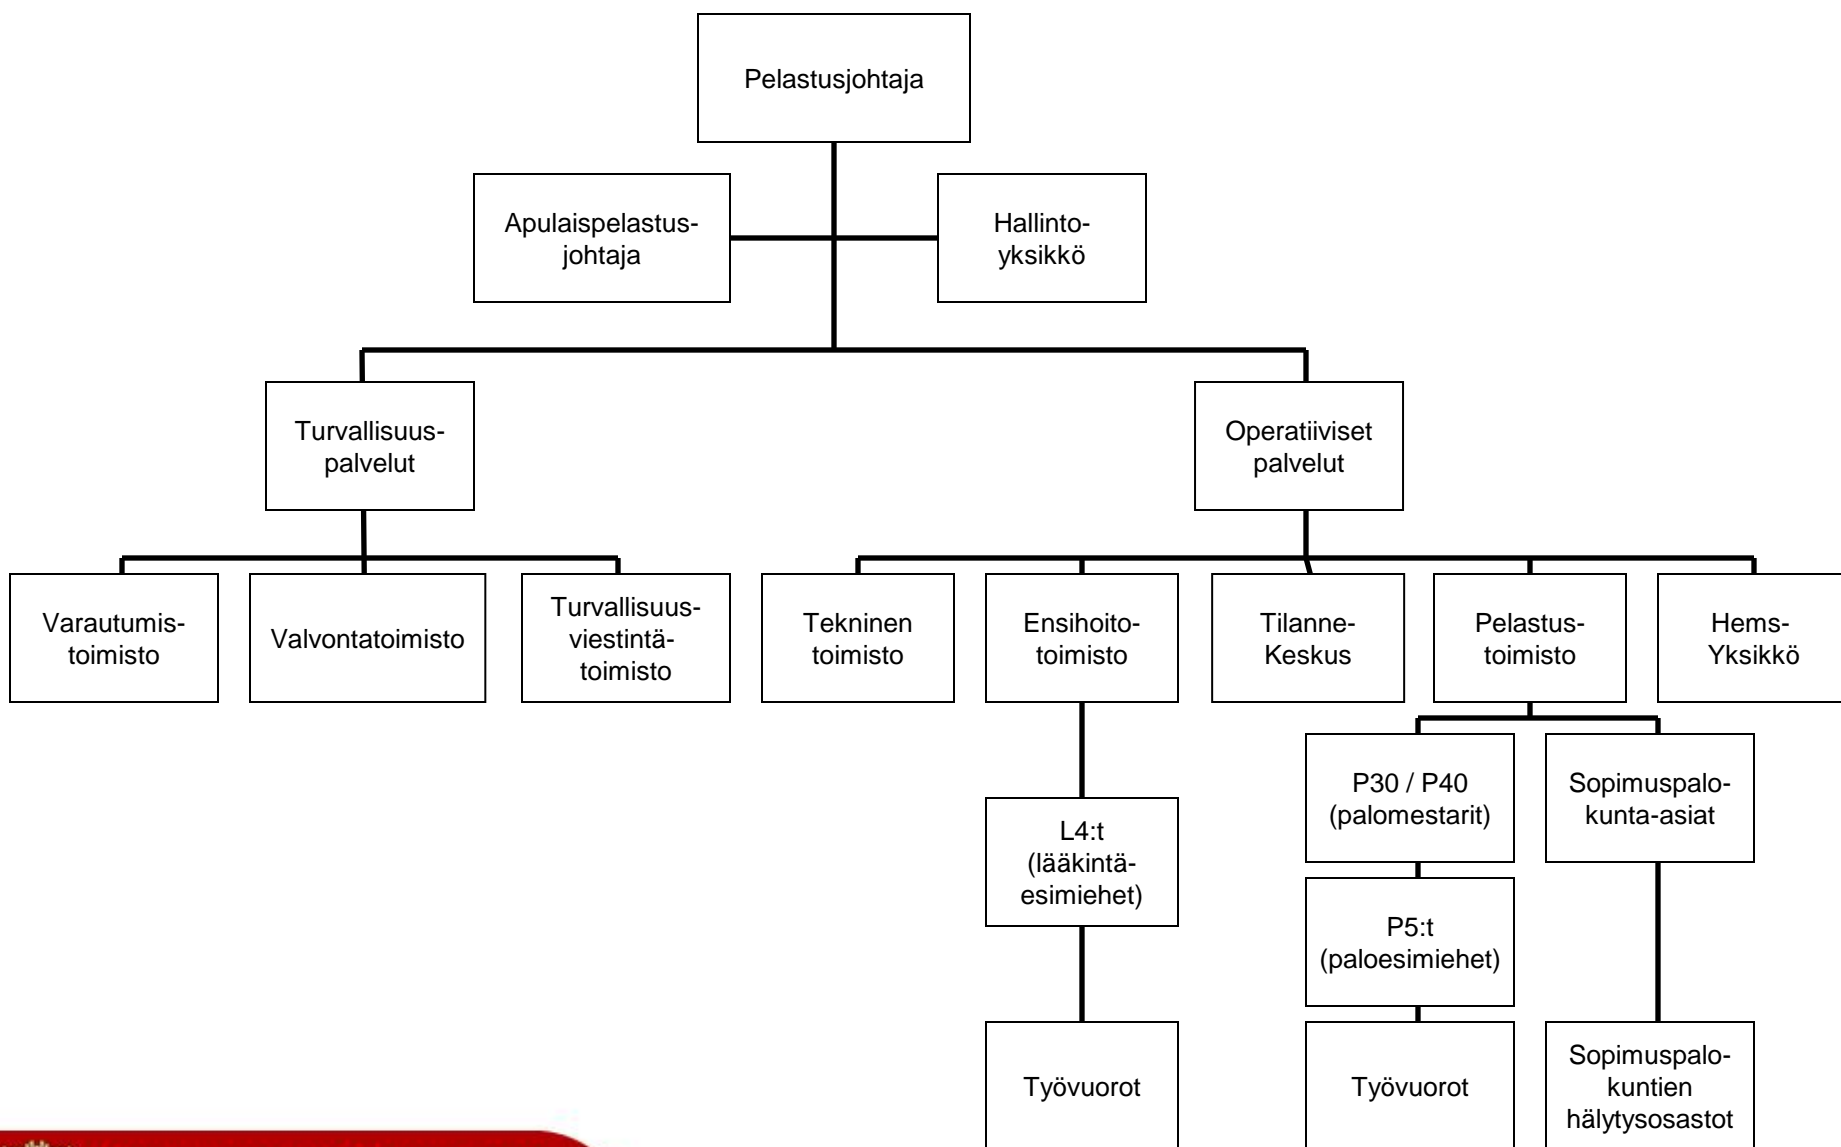 Pelastusjohtaja
Apulaispelastus-
johtaja
Hallinto-
yksikkö
Turvallisuus-
palvelut
Operatiiviset
palvelut
Varautumis-
toimisto
Valvontatoimisto
Turvallisuus-
viestintä-
toimisto
Tekninen
toimisto
Ensihoito-
toimisto
Tilanne-
Keskus
Pelastus-
toimisto
Hems-
Yksikkö
L4:t
(lääkintä-
esimiehet)
P30 / P40
(palomestarit)
Sopimuspalo-
kunta-asiat
P5:t
(paloesimiehet)
Työvuorot
Työvuorot
Sopimuspalo-
kuntien
hälytysosastot